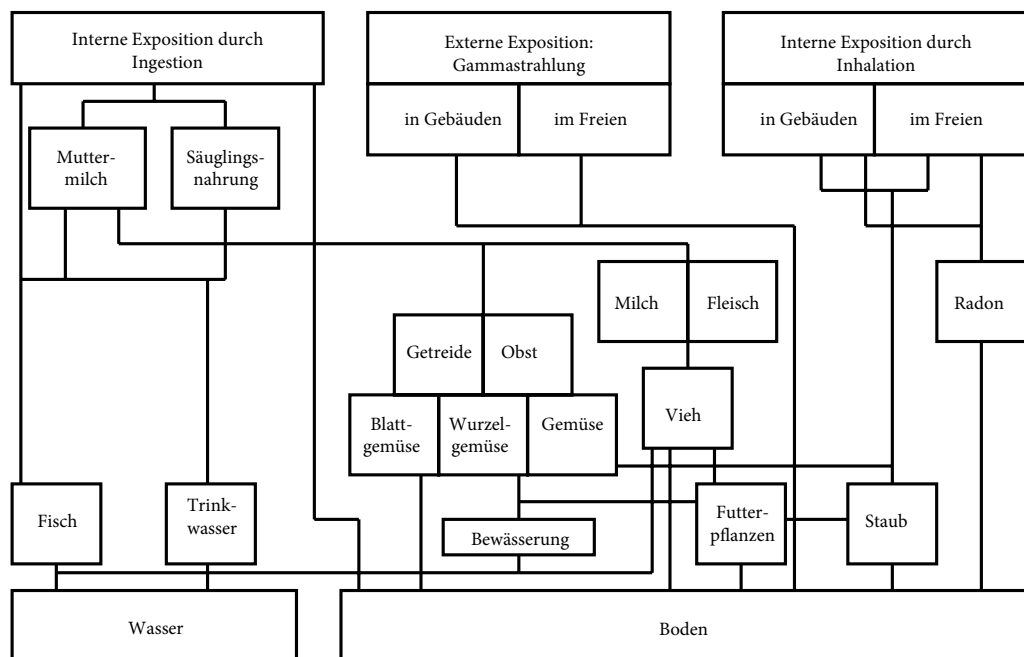 Interne Exposition durch
Ingestion
Externe Exposition:
Gammastrahlung
Interne Exposition durch
Inhalation
in Gebäuden
im Freien
in Gebäuden
im Freien
Mutter-
milch
Säuglings-
nahrung
Milch
Fleisch
Radon
Getreide
Obst
Blatt-
gemüse
Wurzel-
gemüse
Gemüse
Vieh
Fisch
Trink-
wasser
Bewässerung
Futter-
pflanzen
Staub
Wasser
Boden